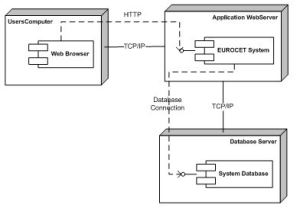 HTTP
UsersComputer
Application WebServer
Web Browser
TCP/IP
EUROCET System
Database
Connection
TCP/IP
Database Server
System Database